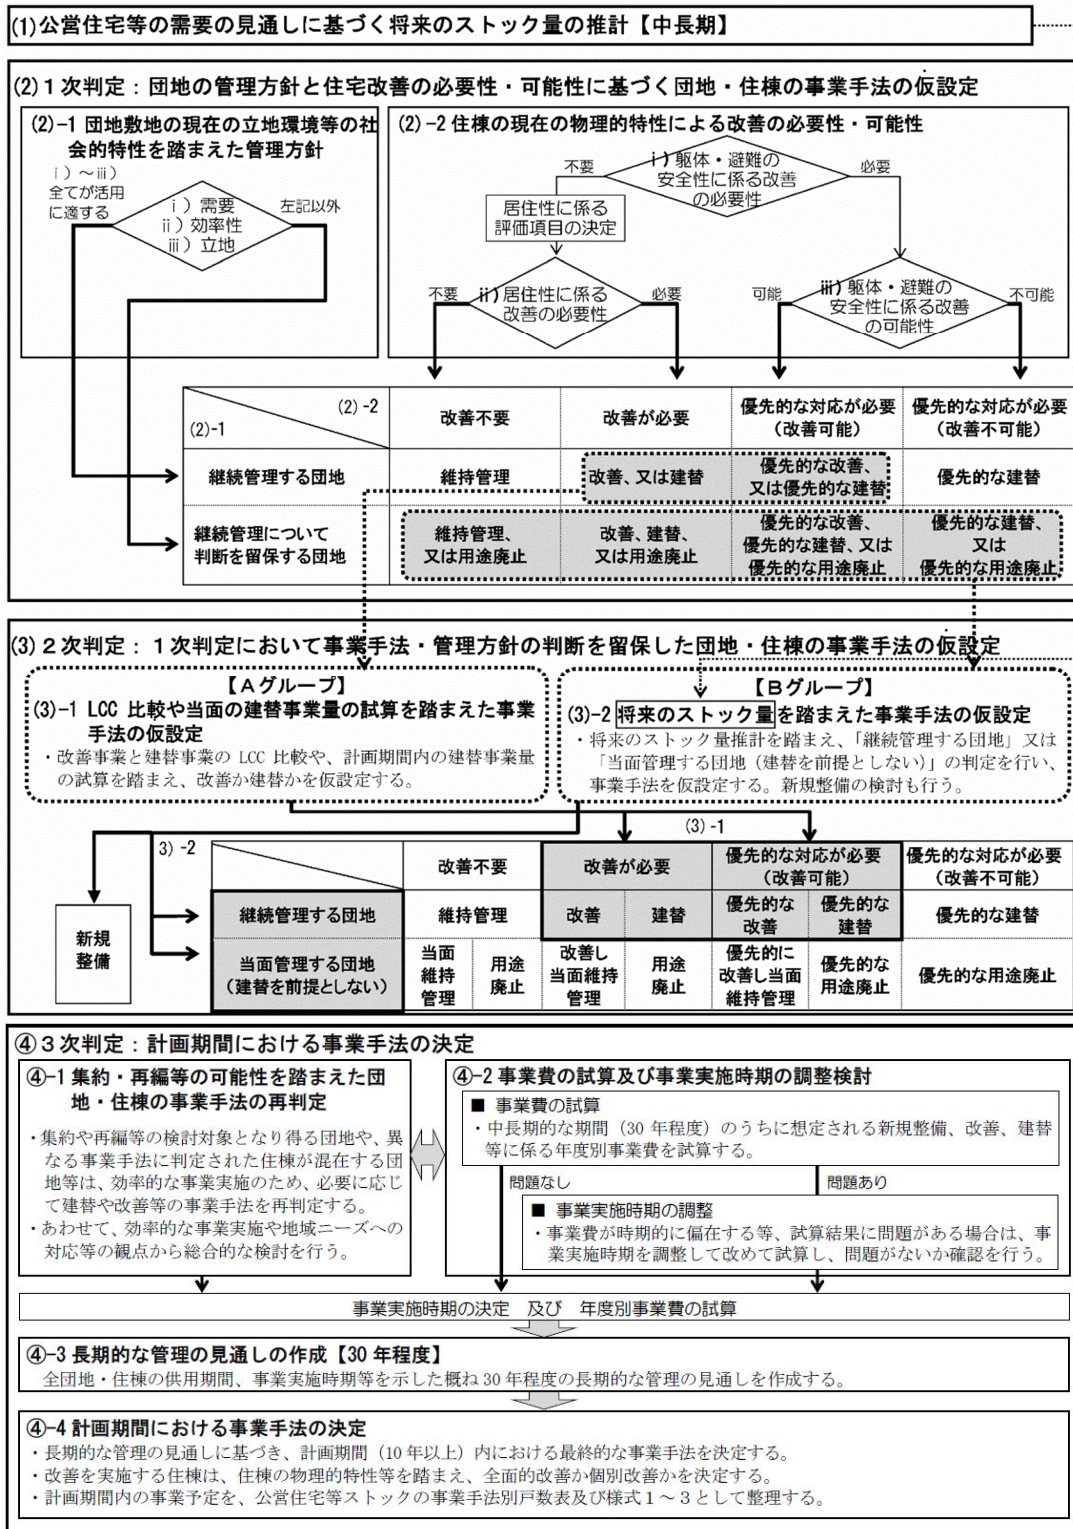 (1)公営住宅等の需要の見通しに基づく将来のストック量の推計【中長期】
(2)１次判定：団地の管理方針と住宅改善の必要性・可能性に基づく団地・住棟の事業手法の仮設定
(2)-1 団地敷地の現在の立地環境等の社
会的特性を踏まえた管理方針
ⅰ）～ⅲ）
全てが活用
に適する
ⅰ）需要
ⅱ）効率性
ⅲ）立地
左記以外
(2)-2 住棟の現在の物理的特性による改善の必要性・可能性
不要
ⅰ）躯体・避難の
安全性に係る改善
の必要性
必要
居住性に係る
評価項目の決定
不要
ⅱ）居住性に係る
改善の必要性
必要
可能
ⅲ）躯体・避難の
安全性に係る改善
の可能性
不可能
(2)-2
(2)-1
改善不要
改善が必要
優先的な対応が必要
（改善可能）
優先的な対応が必要
（改善不可能）
継続管理する団地
維持管理
改善、又は建替
優先的な改善、
又は優先的な建替
優先的な建替
継続管理について
判断を留保する団地
維持管理、
又は用途廃止
改善、建替、
又は用途廃止
優先的な改善、
優先的な建替、又は
優先的な用途廃止
優先的な建替、
又は
優先的な用途廃止
(3)２次判定：１次判定において事業手法・管理方針の判断を留保した団地・住棟の事業手法の仮設定
【Ａグループ】
(3)-1 LCC 比較や当面の建替事業量の試算を踏まえた事業
手法の仮設定
・改善事業と建替事業の LCC 比較や、計画期間内の建替事業量
の試算を踏まえ、改善か建替かを仮設定する。
【Ｂグループ】
(3)-2 将来のストック量を踏まえた事業手法の仮設定
・将来のストック量推計を踏まえ、「継続管理する団地」又は
「当面管理する団地（建替を前提としない）」の判定を行い、
事業手法を仮設定する。新規整備の検討も行う。
(3)-1
3)-2
改善不要
改善が必要
優先的な対応が必要
（改善可能）
優先的な対応が必要
（改善不可能）
新規
整備
継続管理する団地
維持管理
改善
建替
優先的な
改善
優先的な
建替
優先的な建替
当面管理する団地
（建替を前提としない）
当面
維持
管理
用途
廃止
改善し
当面維持
管理
用途
廃止
優先的に
改善し当面
維持管理
優先的な
用途廃止
優先的な用途廃止
④３次判定：計画期間における事業手法の決定
④-1 集約・再編等の可能性を踏まえた団
地・住棟の事業手法の再判定
・集約や再編等の検討対象となり得る団地や、異
なる事業手法に判定された住棟が混在する団
地等は、効率的な事業実施のため、必要に応じ
て建替や改善等の事業手法を再判定する。
・あわせて、効率的な事業実施や地域ニーズへの
対応等の観点から総合的な検討を行う。
④-2 事業費の試算及び事業実施時期の調整検討
■ 事業費の試算
・中長期的な期間（30 年程度）のうちに想定される新規整備、改善、建替
等に係る年度別事業費を試算する。
問題なし
問題あり
■ 事業実施時期の調整
・事業費が時期的に偏在する等、試算結果に問題がある場合は、事
業実施時期を調整して改めて試算し、問題がないか確認を行う。
事業実施時期の決定　及び　年度別事業費の試算
④-3 長期的な管理の見通しの作成【30 年程度】
全団地・住棟の供用期間、事業実施時期等を示した概ね 30 年程度の長期的な管理の見通しを作成する。
④-4 計画期間における事業手法の決定
・長期的な管理の見通しに基づき、計画期間（10 年以上）内における最終的な事業手法を決定する。
・改善を実施する住棟は、住棟の物理的特性等を踏まえ、全面的改善か個別改善かを決定する。
・計画期間内の事業予定を、公営住宅等ストックの事業手法別戸数表及び様式１～３として整理する。